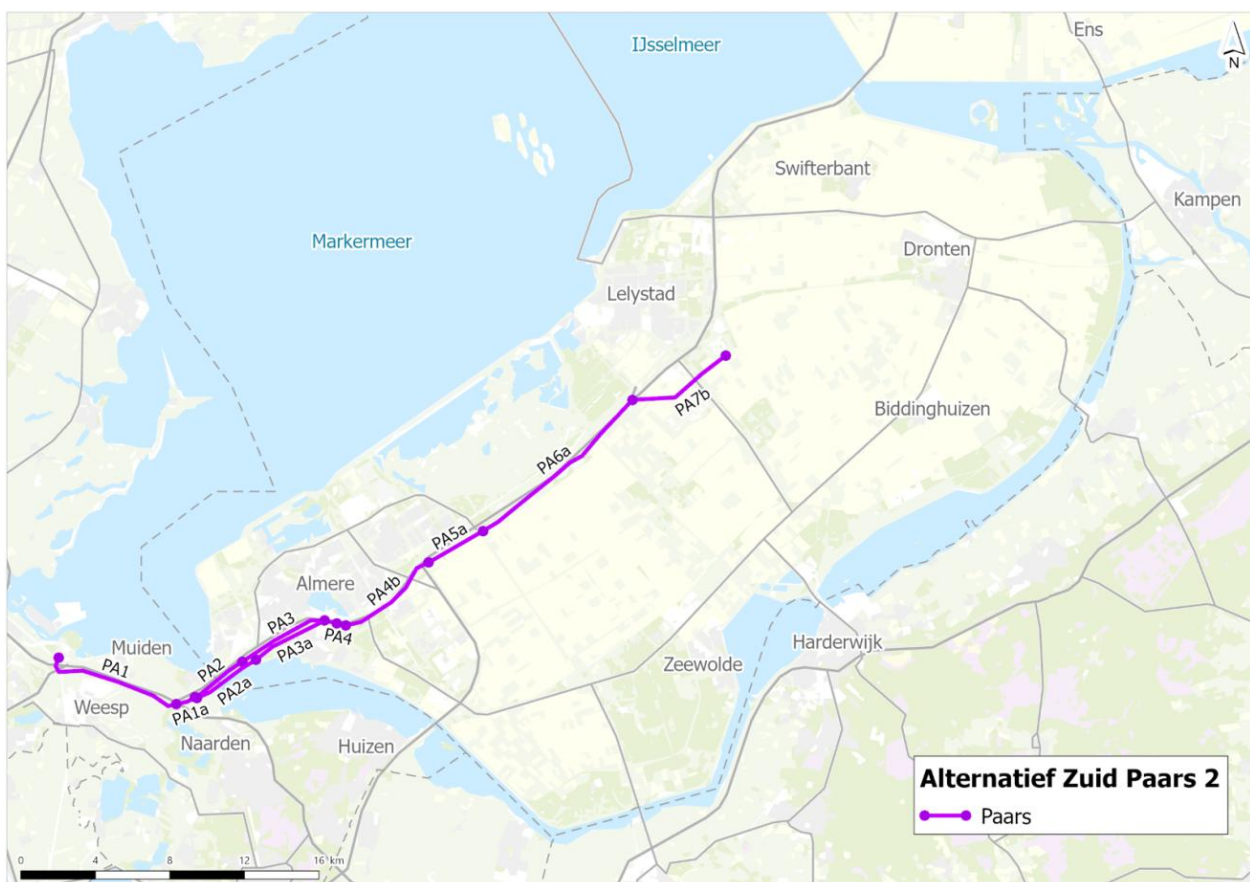 IJsselmeer
Ens
N
Swifterbant
Kampen
Markermeer
Dronten
Lelystad
Biddinghuizen
PA7b
PA6a
PA5a
Almere
PA4b
PA3
PA4
PA3a
Muiden
PA2
Harderwijk
PA1
Zeewolde
PA2a
Weesp
PA1a
Naarden
Huizen
Alternatief Zuid Paars 2
Paars
0 4 8 12 16 km